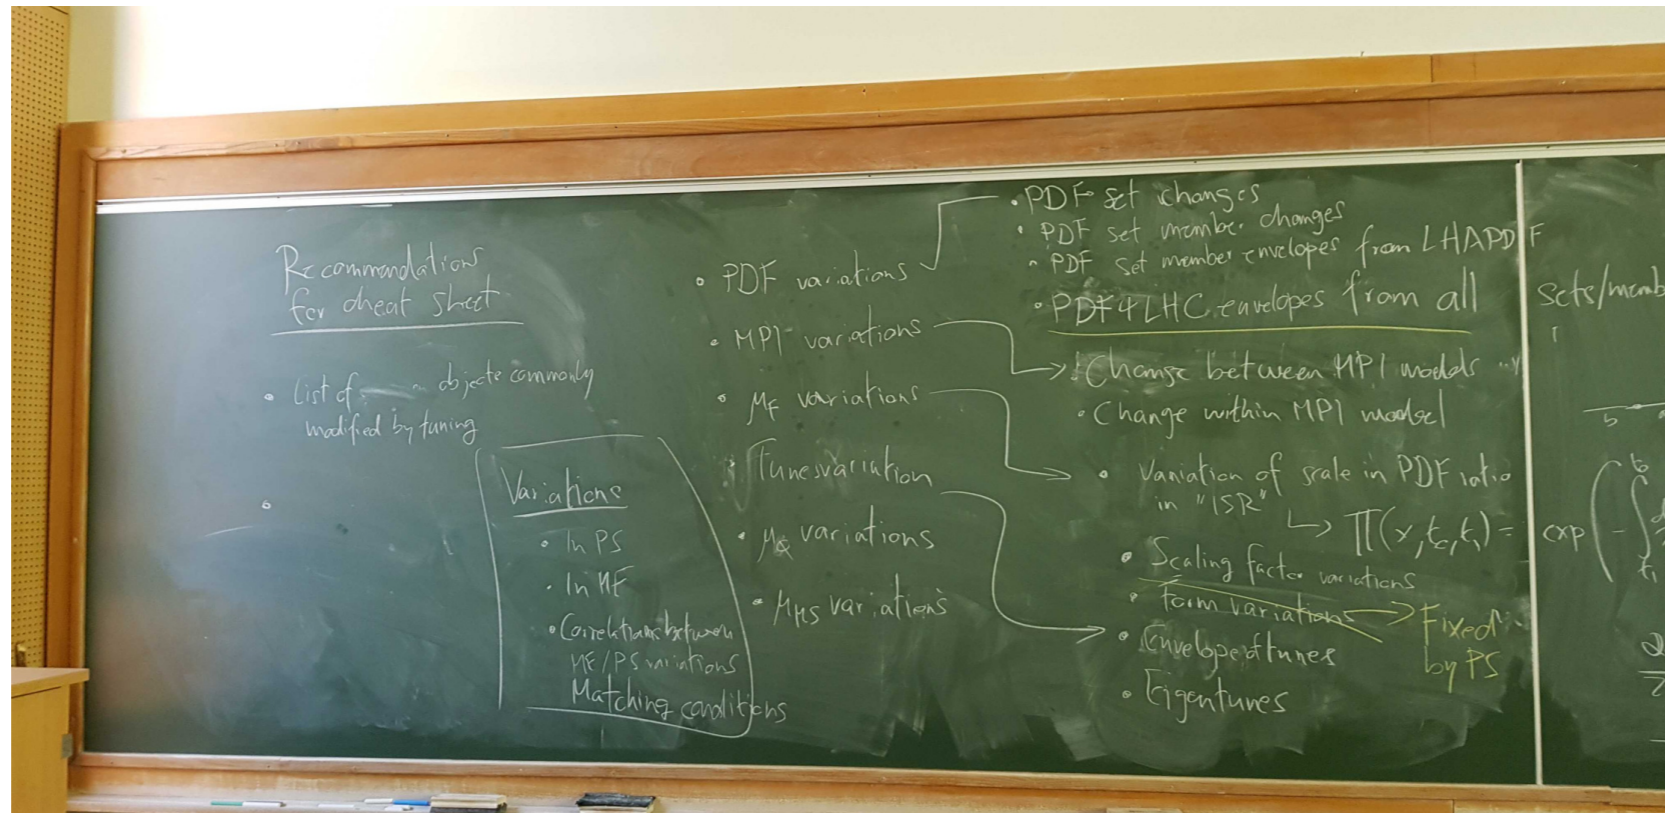 Recommendations
for cheat sheet
• List of objects commonly
modified by tuning
Variations
• In PS
• In ME
• Correlations between
ME/PS variations
Matching conditions
• PDF variations
• MPI variations
• μF variations
• Tunes variation
• μQ variations
• μMS variations
• PDF set changes
• PDF set member changes
• PDF set member envelopes from LHAPDF
• PDF4LHC envelopes from all sets/memb
• Change between MPI models
• Change within MPI model
• Variation of scale in PDF ratio
in "ISR"
∏(x, t₀, t₁) = exp(-∫
• Scaling factor variations
• Form variations → Fixed
by PS
• Envelope of tunes
• Eigentunes